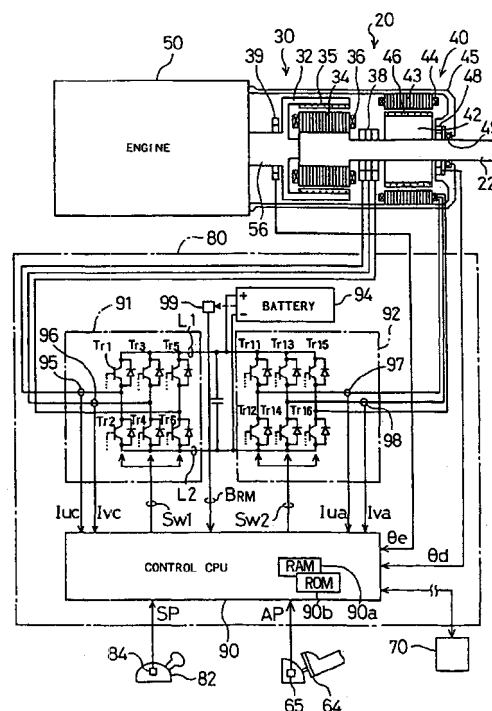 20
50
30
40
39
32
35
34
36
38
46
43
44
45
48
42
49
22
ENGINE
56
80
91
99
L1
BATTERY
94
92
96
95
Tr1
Tr3
Tr5
Tr11
Tr13
Tr15
97
Tr2
Tr4
Tr6
Tr12
Tr14
Tr16
98
L2
Iuc
Ivc
Sw1
BRM
Sw2
Iua
Iva
θe
θd
CONTROL CPU
RAM
ROM
90a
90b
SP
90
AP
70
84
82
65
64